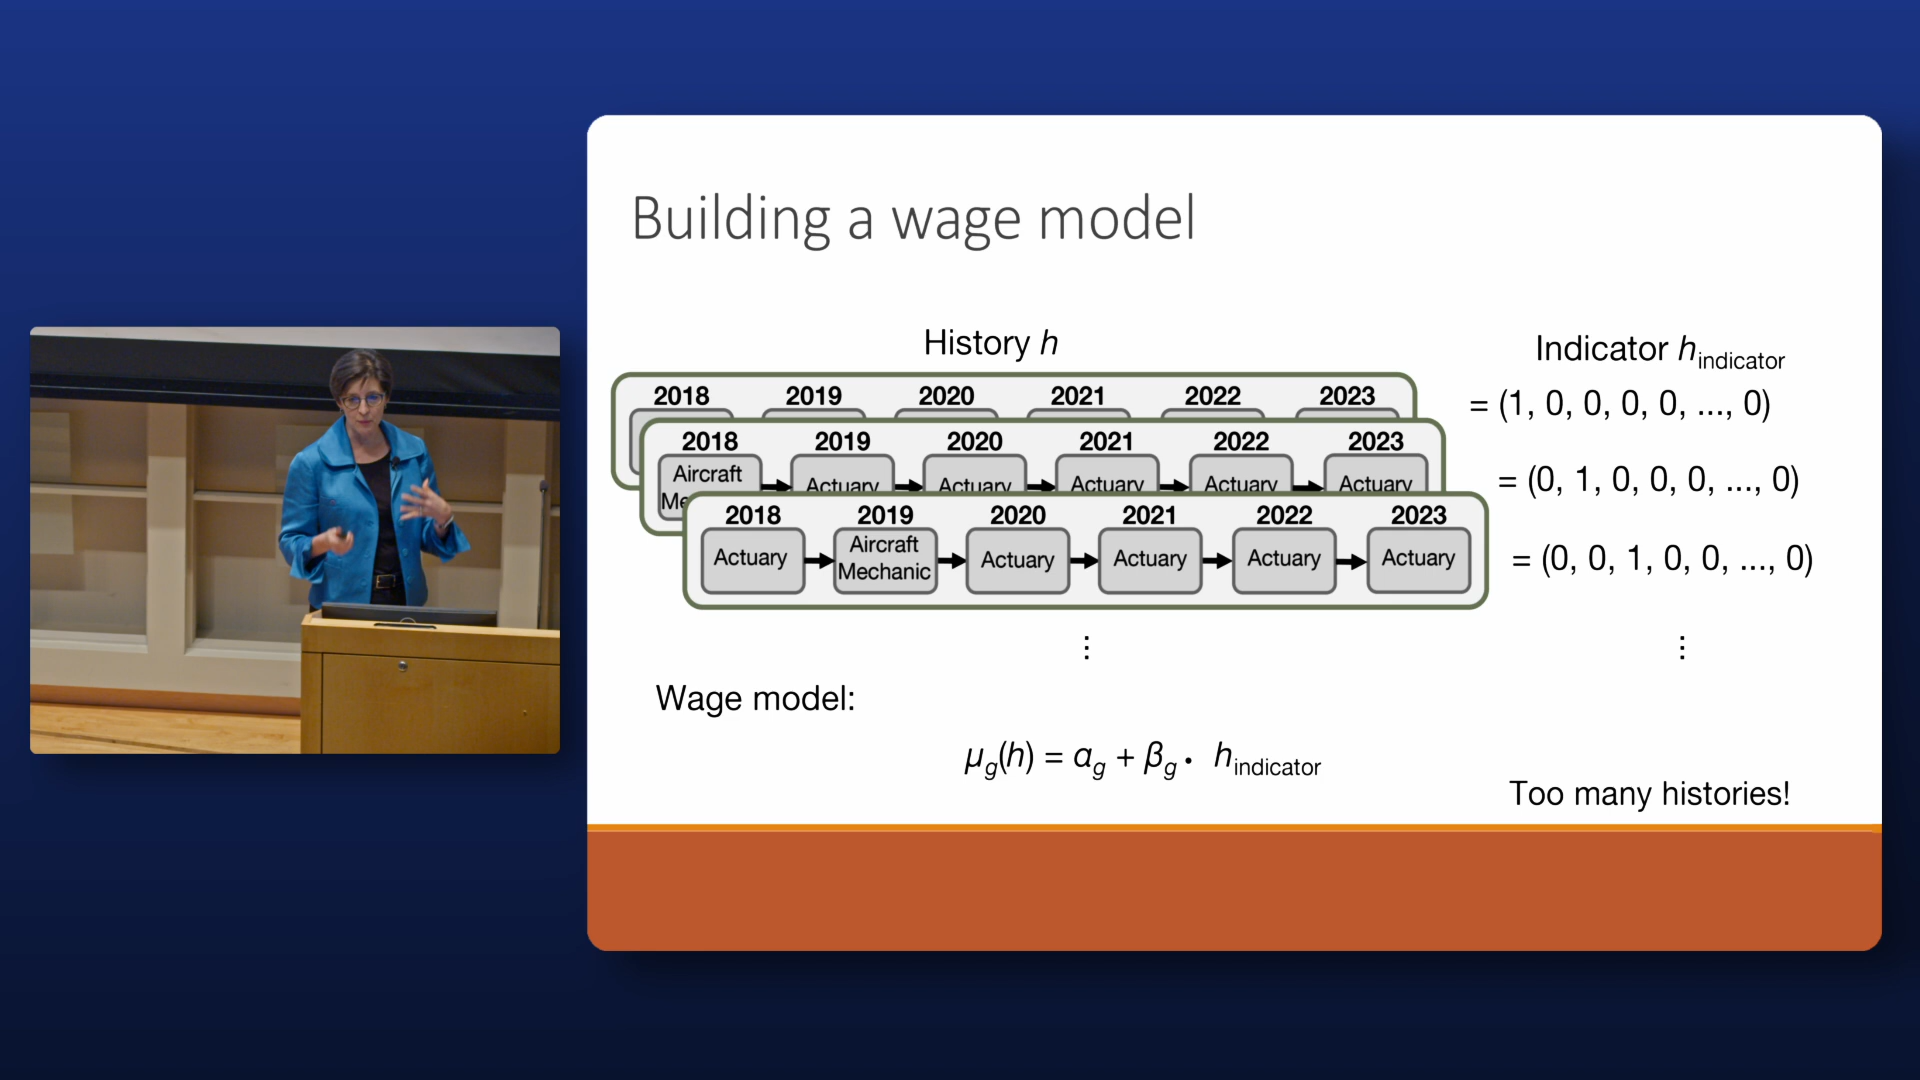 Building a wage model
History h
Indicator h_indicator
2018 2019 2020 2021 2022 2023
= (1, 0, 0, 0, 0, ..., 0)
2018 2019 2020 2021 2022 2023
Aircraft Actuary Actuary Actuary Actuary Actuary
Me
= (0, 1, 0, 0, 0, ..., 0)
2018 2019 2020 2021 2022 2023
Actuary Aircraft Mechanic Actuary Actuary Actuary Actuary
= (0, 0, 1, 0, 0, ..., 0)
⋮ ⋮
Wage model:
μ_g(h) = α_g + β_g · h_indicator
Too many histories!